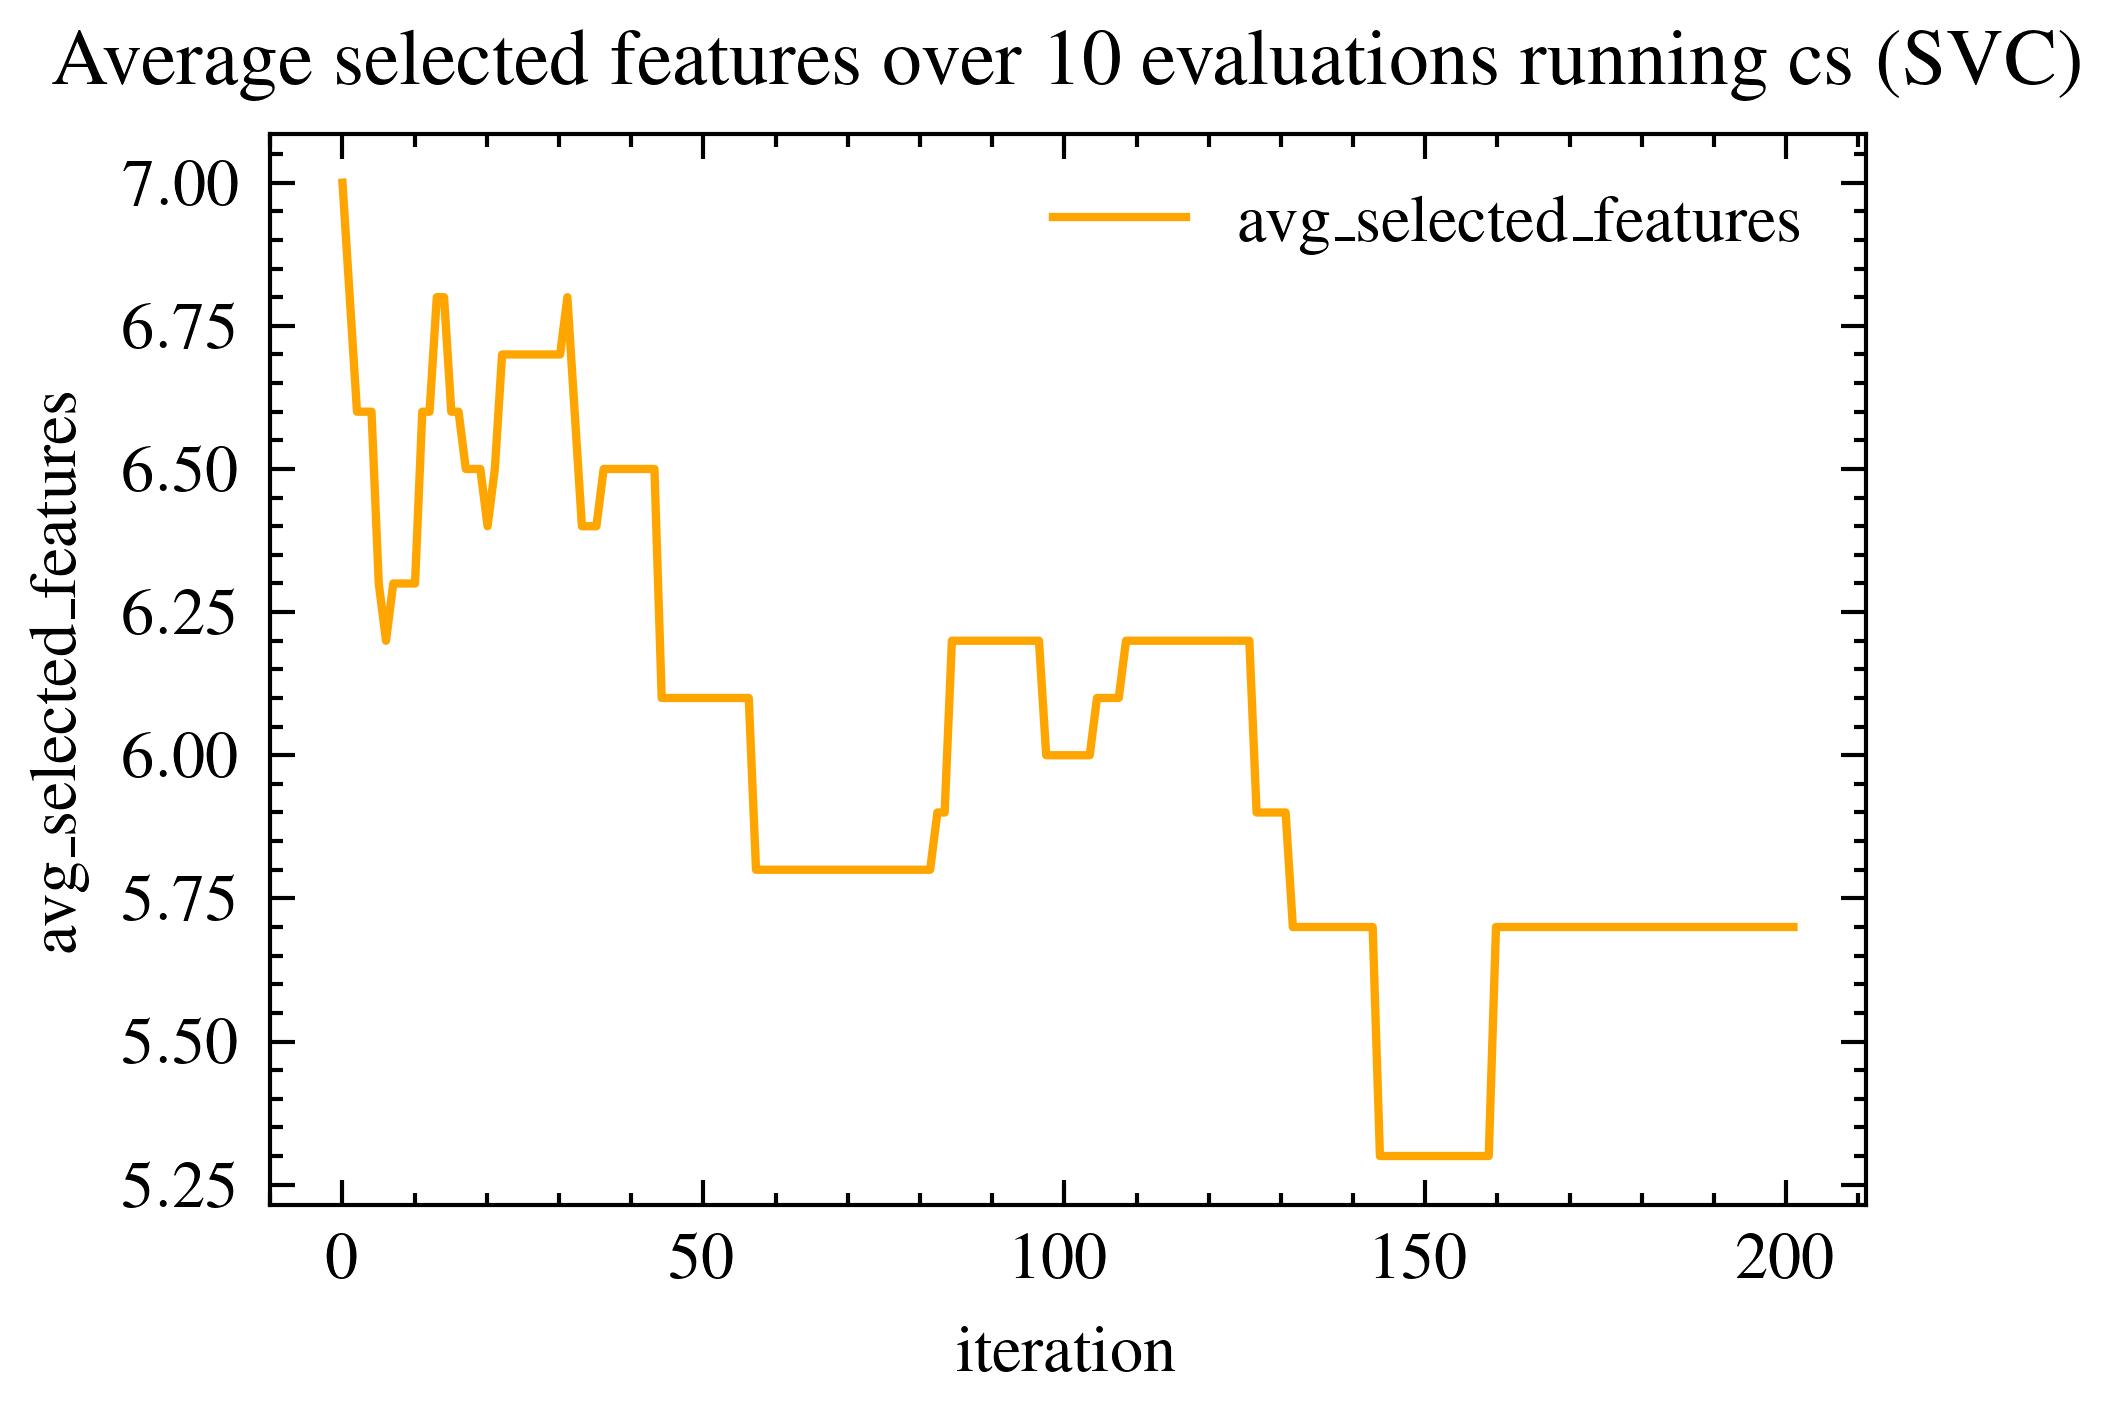 Average selected features over 10 evaluations running cs (SVC)
avg_selected_features
7.00
6.75
6.50
6.25
6.00
5.75
5.50
5.25
avg_selected_features
0 50 100 150 200
iteration